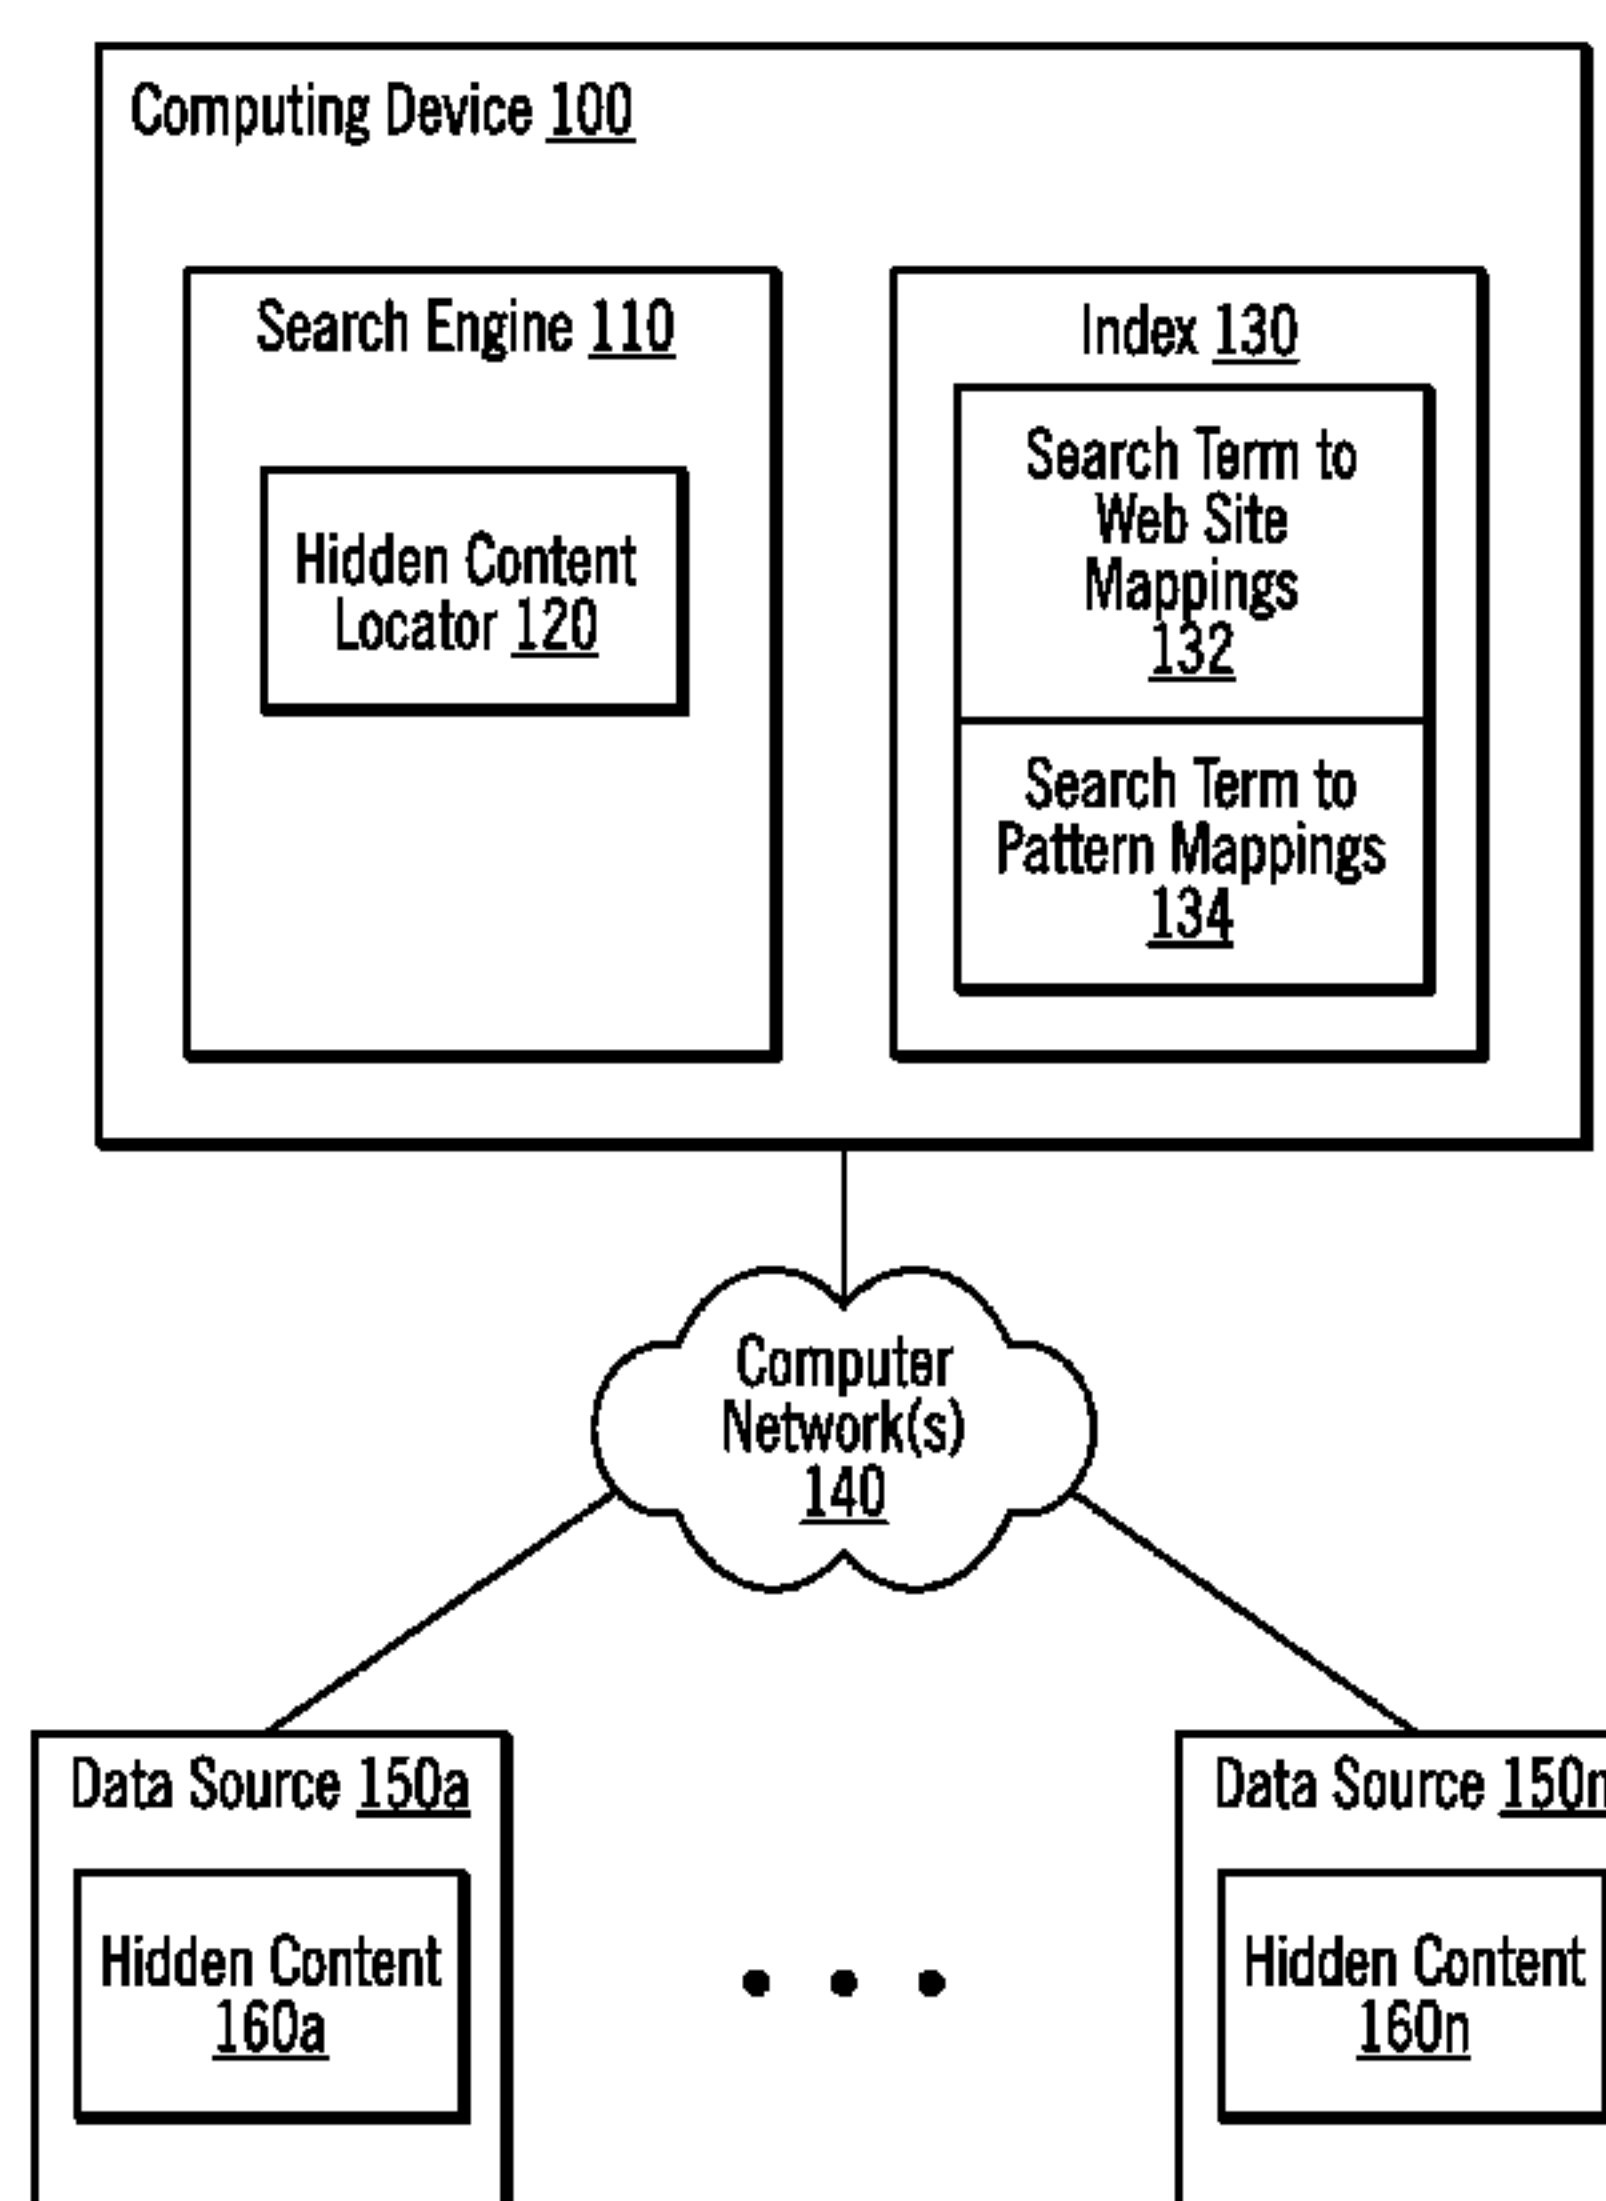 Computing Device 100
Search Engine 110
Hidden Content
Locator 120
Index 130
Search Term to
Web Site
Mappings
132
Search Term to
Pattern Mappings
134
Computer
Network(s)
140
Data Source 150a
Hidden Content
160a
Data Source 150n
Hidden Content
160n